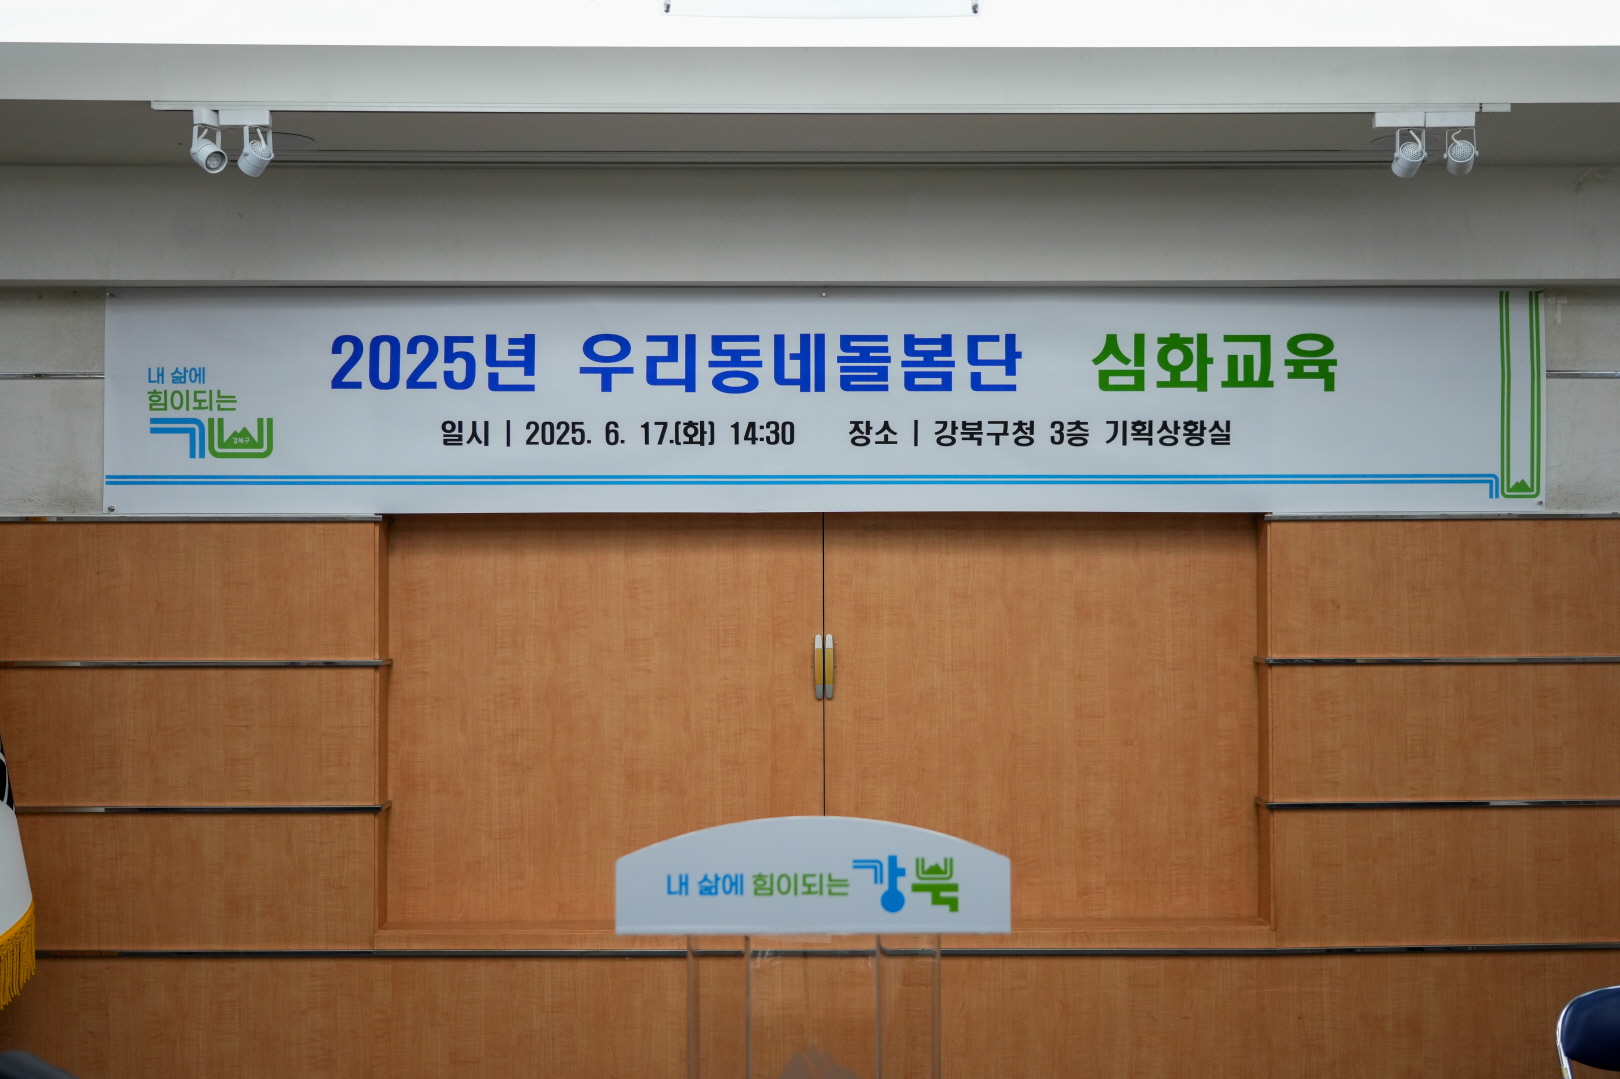 2025년 우리동네돌봄단 심화교육
내 삶에
힘이되는
강북구
일시 | 2025. 6. 17.(화) 14:30 장소 | 강북구청 3층 기획상황실
내 삶에 힘이되는 강북